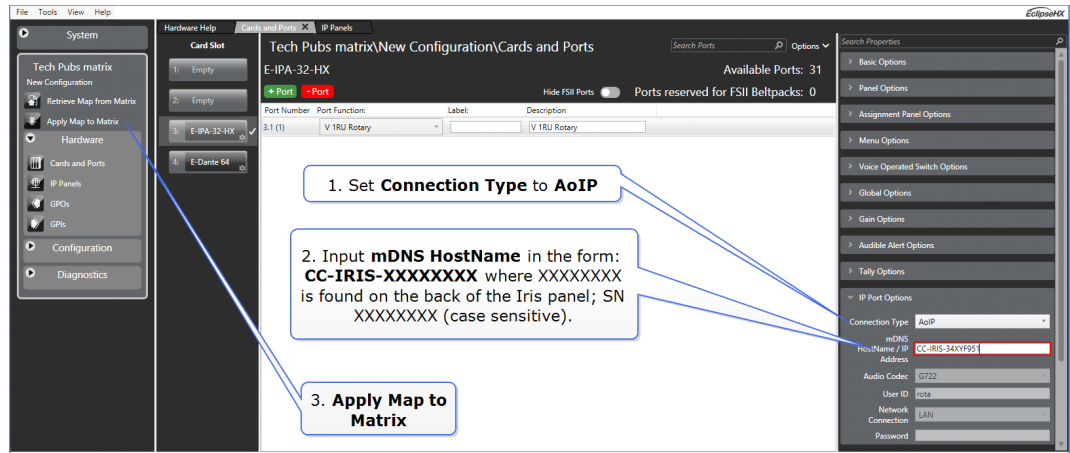 File Tools View Help
EclipseHX
System
Tech Pubs matrix
New Configuration
Retrieve Map from Matrix
Apply Map to Matrix
Hardware
Cards and Ports
IP Panels
GPOs
GPIs
Configuration
Diagnostics
Hardware Help Cards and Ports X IP Panels
Card Slot
1: Empty
2: Empty
3: E-IPA-32-HX
4: E-Dante 64
Tech Pubs matrix\New Configuration\Cards and Ports
Search Ports
Options
E-IPA-32-HX
Available Ports: 31
+ Port - Port
Hide FSII Ports
Ports reserved for FSII Beltpacks: 0
Port Number Port Function: Label: Description
3.1 (1) V 1RU Rotary V 1RU Rotary
1. Set Connection Type to AoIP
2. Input mDNS HostName in the form:
CC-IRIS-XXXXXXXX where XXXXXXXX
is found on the back of the Iris panel; SN
XXXXXXXX (case sensitive).
3. Apply Map to
Matrix
Search Properties
Basic Options
Panel Options
Assignment Panel Options
Menu Options
Voice Operated Switch Options
Global Options
Gain Options
Audible Alert Options
Tally Options
IP Port Options
Connection Type AoIP
mDNS
HostName / IP CC-IRIS-34XYF951
Address
Audio Codec G722
User ID rota
Network
Connection LAN
Password